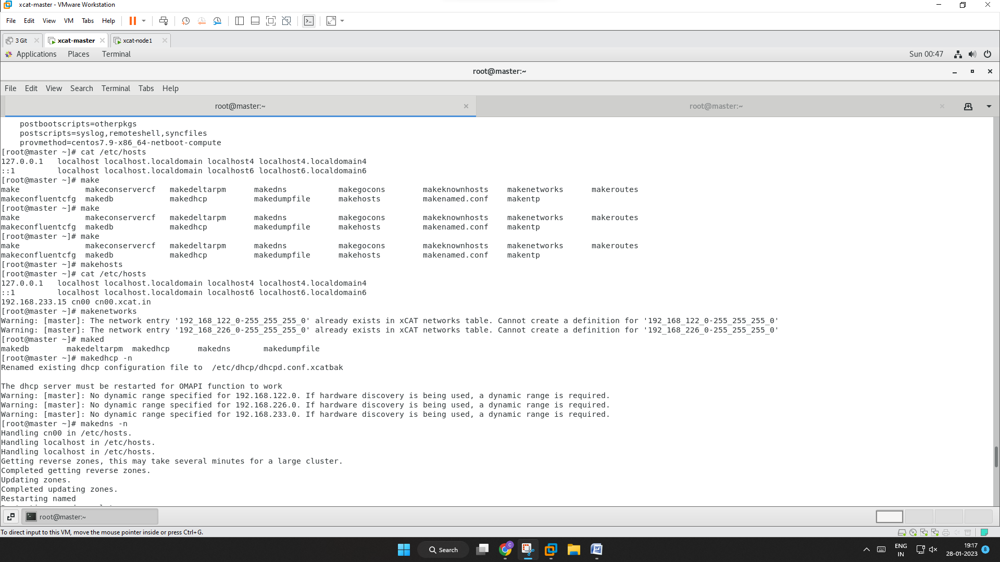 xcat-master - VMware Workstation
File Edit View VM Tabs Help
3 Git xcat-master xcat-node1
Applications Places Terminal Sun 00:47
root@master:~
File Edit View Search Terminal Tabs Help
root@master:~ root@master:~
    postbootscripts=otherpkgs
    postscripts=syslog,remoteshell,syncfiles
    provmethod=centos7.9-x86_64-netboot-compute
[root@master ~]# cat /etc/hosts
127.0.0.1   localhost localhost.localdomain localhost4 localhost4.localdomain4
::1         localhost localhost.localdomain localhost6 localhost6.localdomain6
[root@master ~]# make
make              makeconservercf   makedeltarpm      makedns           makegocons        makeknownhosts    makenetworks      makeroutes
makeconfluentcfg  makedb            makedhcp          makedumpfile      makehosts         makenamed.conf    makentp
[root@master ~]# make
make              makeconservercf   makedeltarpm      makedns           makegocons        makeknownhosts    makenetworks      makeroutes
makeconfluentcfg  makedb            makedhcp          makedumpfile      makehosts         makenamed.conf    makentp
[root@master ~]# make
make              makeconservercf   makedeltarpm      makedns           makegocons        makeknownhosts    makenetworks      makeroutes
makeconfluentcfg  makedb            makedhcp          makedumpfile      makehosts         makenamed.conf    makentp
[root@master ~]# makehosts
[root@master ~]# cat /etc/hosts
127.0.0.1   localhost localhost.localdomain localhost4 localhost4.localdomain4
::1         localhost localhost.localdomain localhost6 localhost6.localdomain6
192.168.233.15 cn00 cn00.xcat.in
[root@master ~]# makenetworks
Warning: [master]: The network entry '192_168_122_0-255_255_255_0' already exists in xCAT networks table. Cannot create a definition for '192_168_122_0-255_255_255_0'
Warning: [master]: The network entry '192_168_226_0-255_255_255_0' already exists in xCAT networks table. Cannot create a definition for '192_168_226_0-255_255_255_0'
[root@master ~]# maked
makedb        makedeltarpm  makedhcp      makedns       makedumpfile
[root@master ~]# makedhcp -n
Renamed existing dhcp configuration file to  /etc/dhcp/dhcpd.conf.xcatbak

The dhcp server must be restarted for OMAPI function to work
Warning: [master]: No dynamic range specified for 192.168.122.0. If hardware discovery is being used, a dynamic range is required.
Warning: [master]: No dynamic range specified for 192.168.226.0. If hardware discovery is being used, a dynamic range is required.
Warning: [master]: No dynamic range specified for 192.168.233.0. If hardware discovery is being used, a dynamic range is required.
[root@master ~]# makedns -n
Handling cn00 in /etc/hosts.
Handling localhost in /etc/hosts.
Handling localhost in /etc/hosts.
Getting reverse zones, this may take several minutes for a large cluster.
Completed getting reverse zones.
Updating zones.
Completed updating zones.
Restarting named
root@master:~
To direct input to this VM, move the mouse pointer inside or press Ctrl+G.
Search
C
ENG
IN
19:17
28-01-2023
8